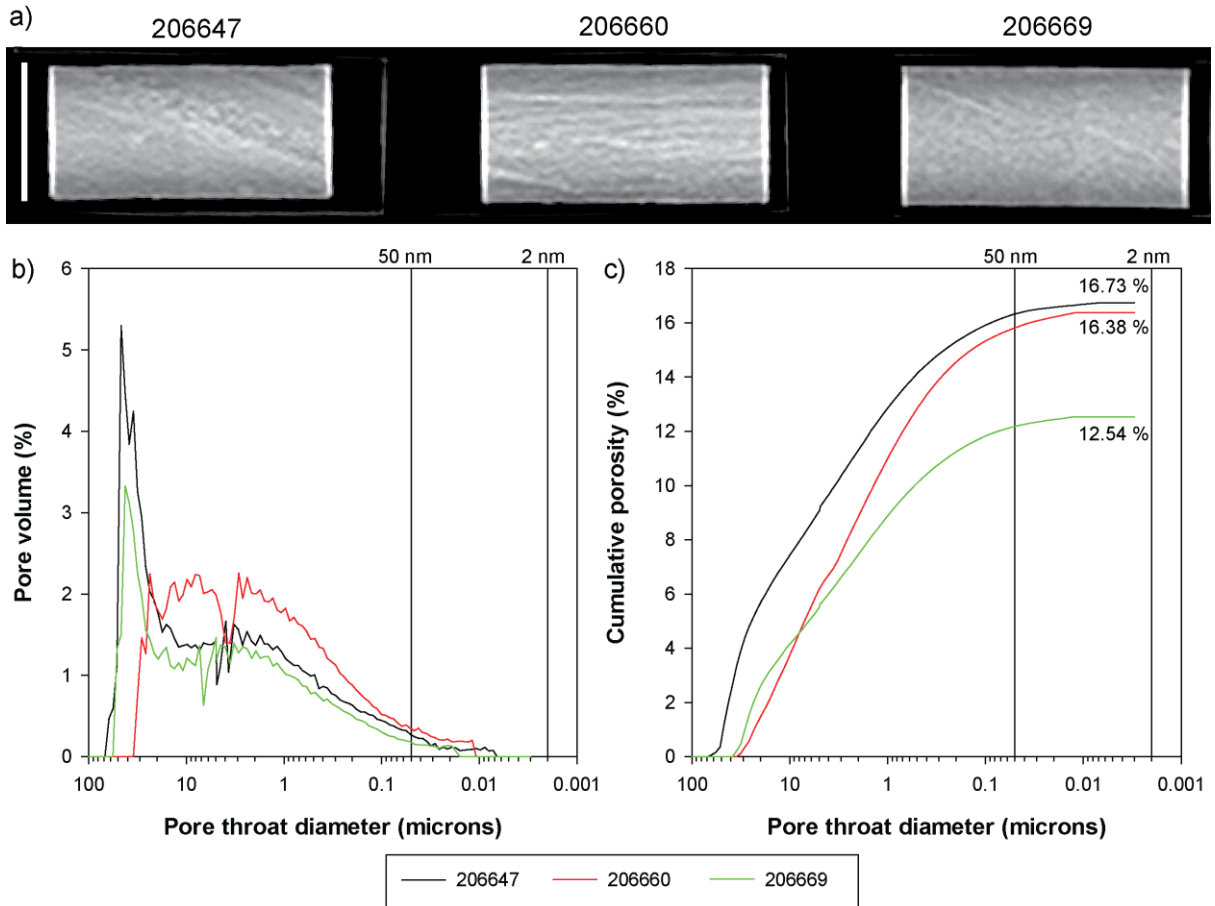 a)
206647 206660 206669
b)
50 nm 2 nm
6
5
4
3
2
1
0
Pore volume (%)
100 10 1 0.1 0.01 0.001
Pore throat diameter (microns)
c)
50 nm 2 nm
18
16
14
12
10
8
6
4
2
0
Cumulative porosity (%)
16.73 %
16.38 %
12.54 %
100 10 1 0.1 0.01 0.001
Pore throat diameter (microns)
206647 206660 206669